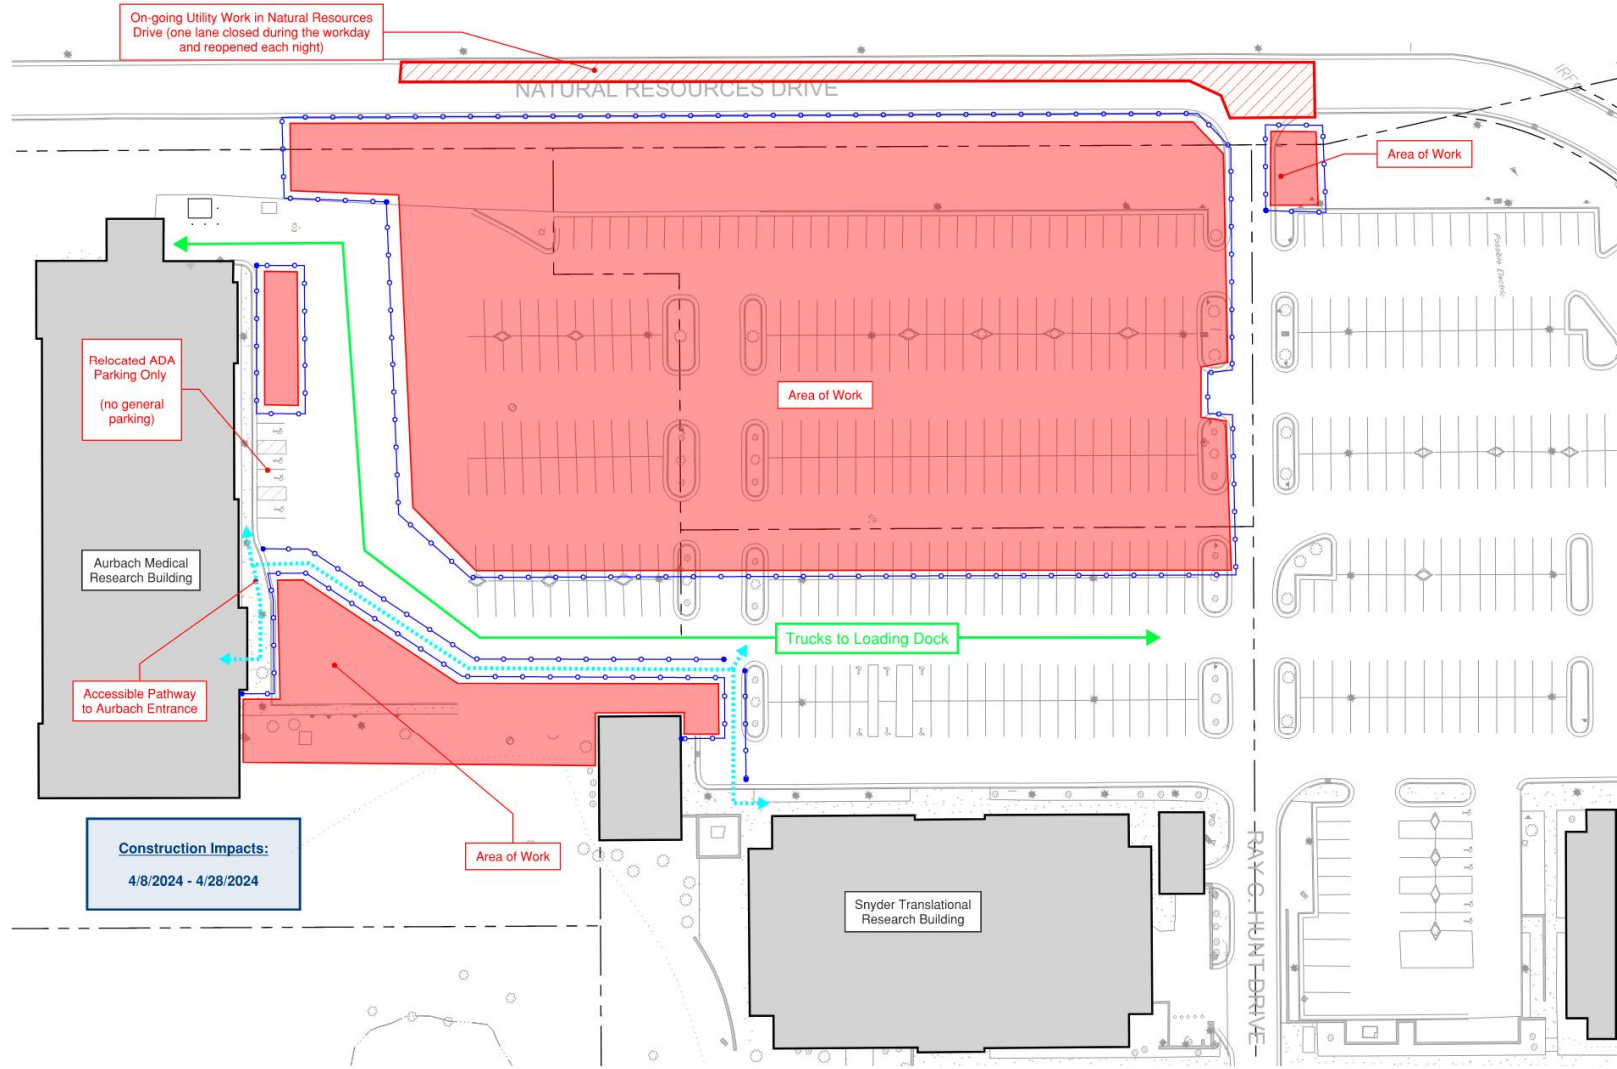 On-going Utility Work in Natural Resources
Drive (one lane closed during the workday
and reopened each night)
NATURAL RESOURCES DRIVE
Area of Work
Possible Electric
Relocated ADA
Parking Only
(no general
parking)
Area of Work
Aurbach Medical
Research Building
Trucks to Loading Dock
Accessible Pathway
to Aurbach Entrance
Area of Work
Construction Impacts:
4/8/2024 - 4/28/2024
Snyder Translational
Research Building
RAY C. HUNT DRIVE